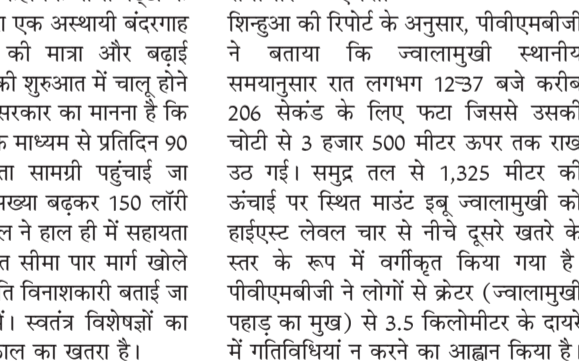 एक अस्थायी बंदरगाह
की मात्रा और बढ़ाई
की शुरुआत में चालू होने
सरकार का मानना है कि
माध्यम से प्रतिदिन 90
सामग्री पहुंचाई जा
बढ़कर 150 लॉरी
ने हाल ही में सहायता
सीमा पार मार्ग खोले
विनाशकारी बताई जा
स्वतंत्र विशेषज्ञों का
का खतरा है।
शिन्हुआ की रिपोर्ट के अनुसार, पीवीएमबीजी
ने बताया कि ज्वालामुखी स्थानीय
समयानुसार रात लगभग 12ः37 बजे करीब
206 सेकंड के लिए फटा जिससे उसकी
चोटी से 3 हजार 500 मीटर ऊपर तक राख
उठ गई। समुद्र तल से 1,325 मीटर की
ऊंचाई पर स्थित माउंट इबू ज्वालामुखी को
हाईएस्ट लेवल चार से नीचे दूसरे खतरे के
स्तर के रूप में वर्गीकृत किया गया है
पीवीएमबीजी ने लोगों से क्रेटर (ज्वालामुखी
पहाड़ का मुख) से 3.5 किलोमीटर के दायरे
में गतिविधियां न करने का आह्वान किया है।